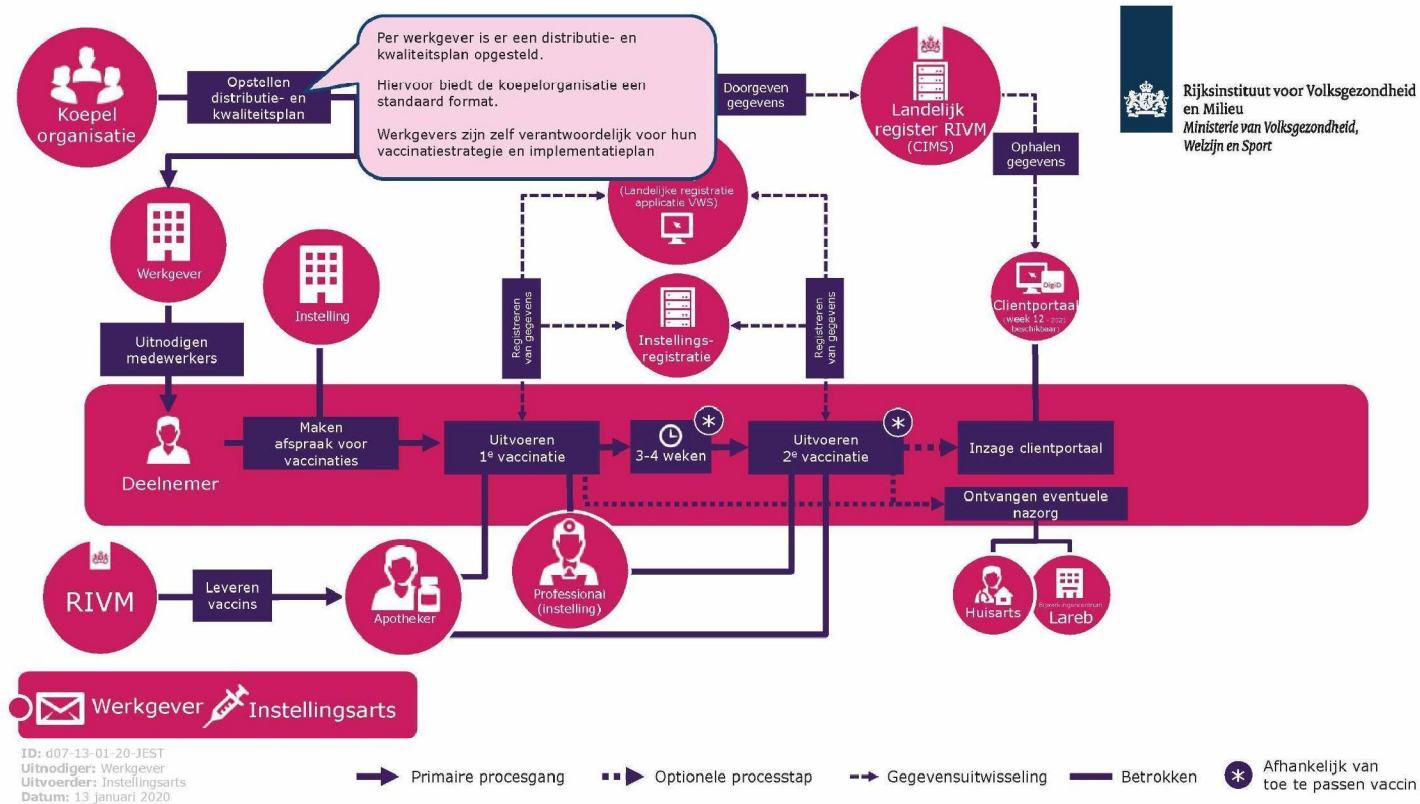 Per werkgever is er een distributie- en
kwaliteitsplan opgesteld.
Hiervoor biedt de koepelorganisatie een
standaard format.
Werkgevers zijn zelf verantwoordelijk voor hun
vaccinatiestrategie en implementatieplan
Koepel
organisatie
Opstellen
distributie- en
kwaliteitsplan
Doorgeven
gegevens
Landelijk
register RIVM
(CIMS)
Rijksinstituut voor Volksgezondheid
en Milieu
Ministerie van Volksgezondheid,
Welzijn en Sport
Ophalen
gegevens
(Landelijke registratie
applicatie VWS)
Werkgever
Instelling
Registreren
van gegevens
Instellings-
registratie
Registreren
van gegevens
DigiD
Clientportaal
(week 12 - 2021
beschikbaar)
Uitnodigen
medewerkers
Deelnemer
Maken
afspraak voor
vaccinaties
Uitvoeren
1e vaccinatie
3-4 weken
*
Uitvoeren
2e vaccinatie
*
Inzage clientportaal
Ontvangen eventuele
nazorg
RIVM
Leveren
vaccins
Apotheker
Professional
(instelling)
Huisarts
Bijwerkingencentrum
Lareb
Werkgever
Instellingsarts
ID: d07-13-01-20-JEST
Uitnodiger: Werkgever
Uitvoerder: Instellingsarts
Datum: 13 januari 2020
Primaire procesgang
Optionele processtap
Gegevensuitwisseling
Betrokken
*
Afhankelijk van
toe te passen vaccin